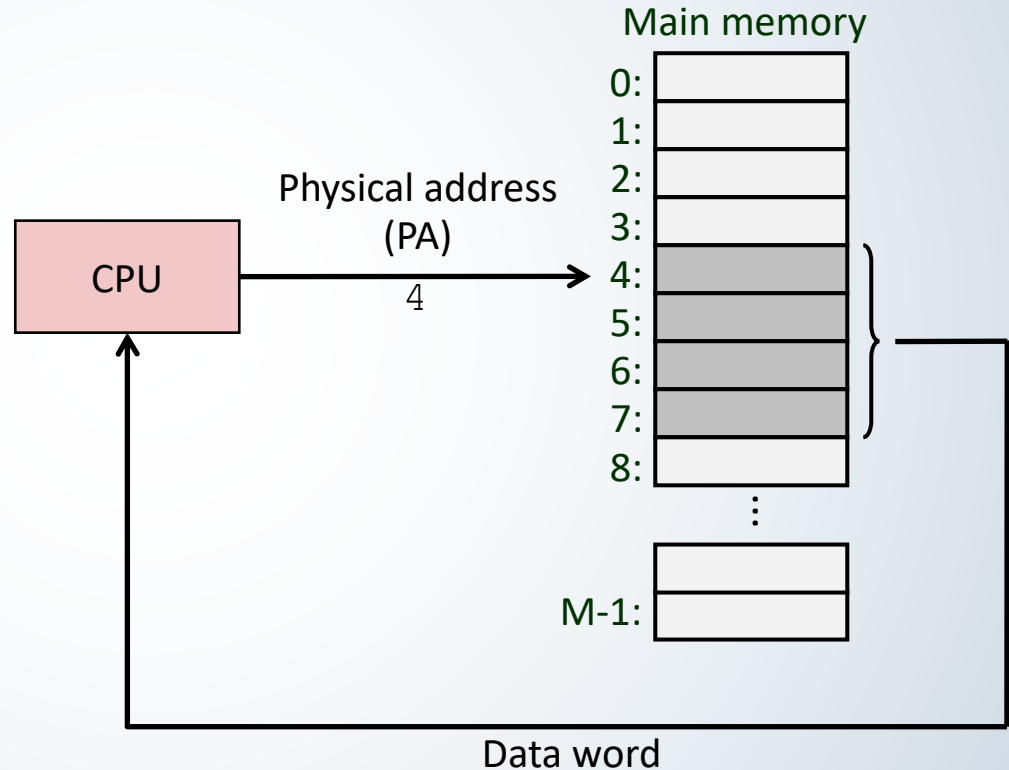 Main memory
0:
1:
2:
Physical address
(PA)
3:
CPU
4
4:
5:
6:
7:
8:
⋮
M-1:
Data word